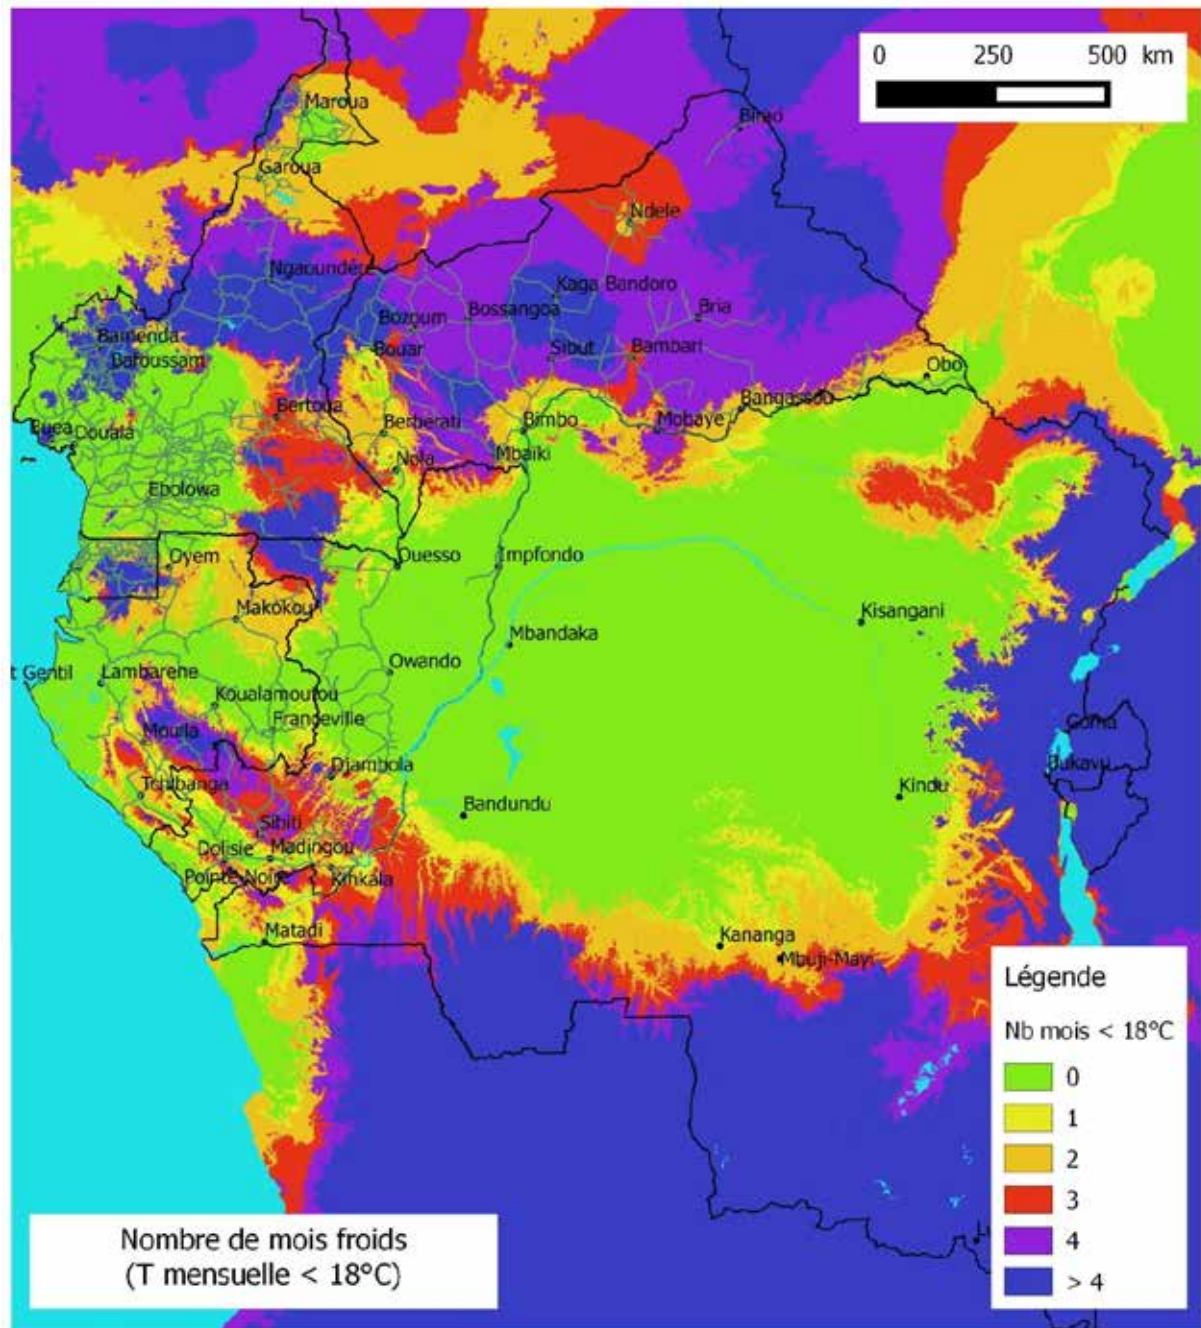 0 250 500 km
Maroua
Birao
Garoua
Ndele
Ngaoundéré
Kaga Bandoro
Bozoum
Bossangoa
Bria
Bamenda
Bafoussam
Bouar
Sibut
Bambari
Obo
Bertoua
Bangassou
Buea
Douala
Berberati
Bimbo
Mobaye
Nola
Mbaiki
Ebolowa
Oyem
Ouesso
Impfondo
Makokou
Kisangani
Mbandaka
t Gentil
Lambarene
Owando
Koualamoutou
Franceville
Mouila
Goma
Djambola
Bukavu
Tchibanga
Bandundu
Kindu
Sibiti
Dolisie
Madingou
Pointe-Noire
Kinkala
Matadi
Kananga
Mbuji-Mayi
Légende
Nb mois < 18°C
0
1
2
3
4
> 4
Nombre de mois froids
(T mensuelle < 18°C)